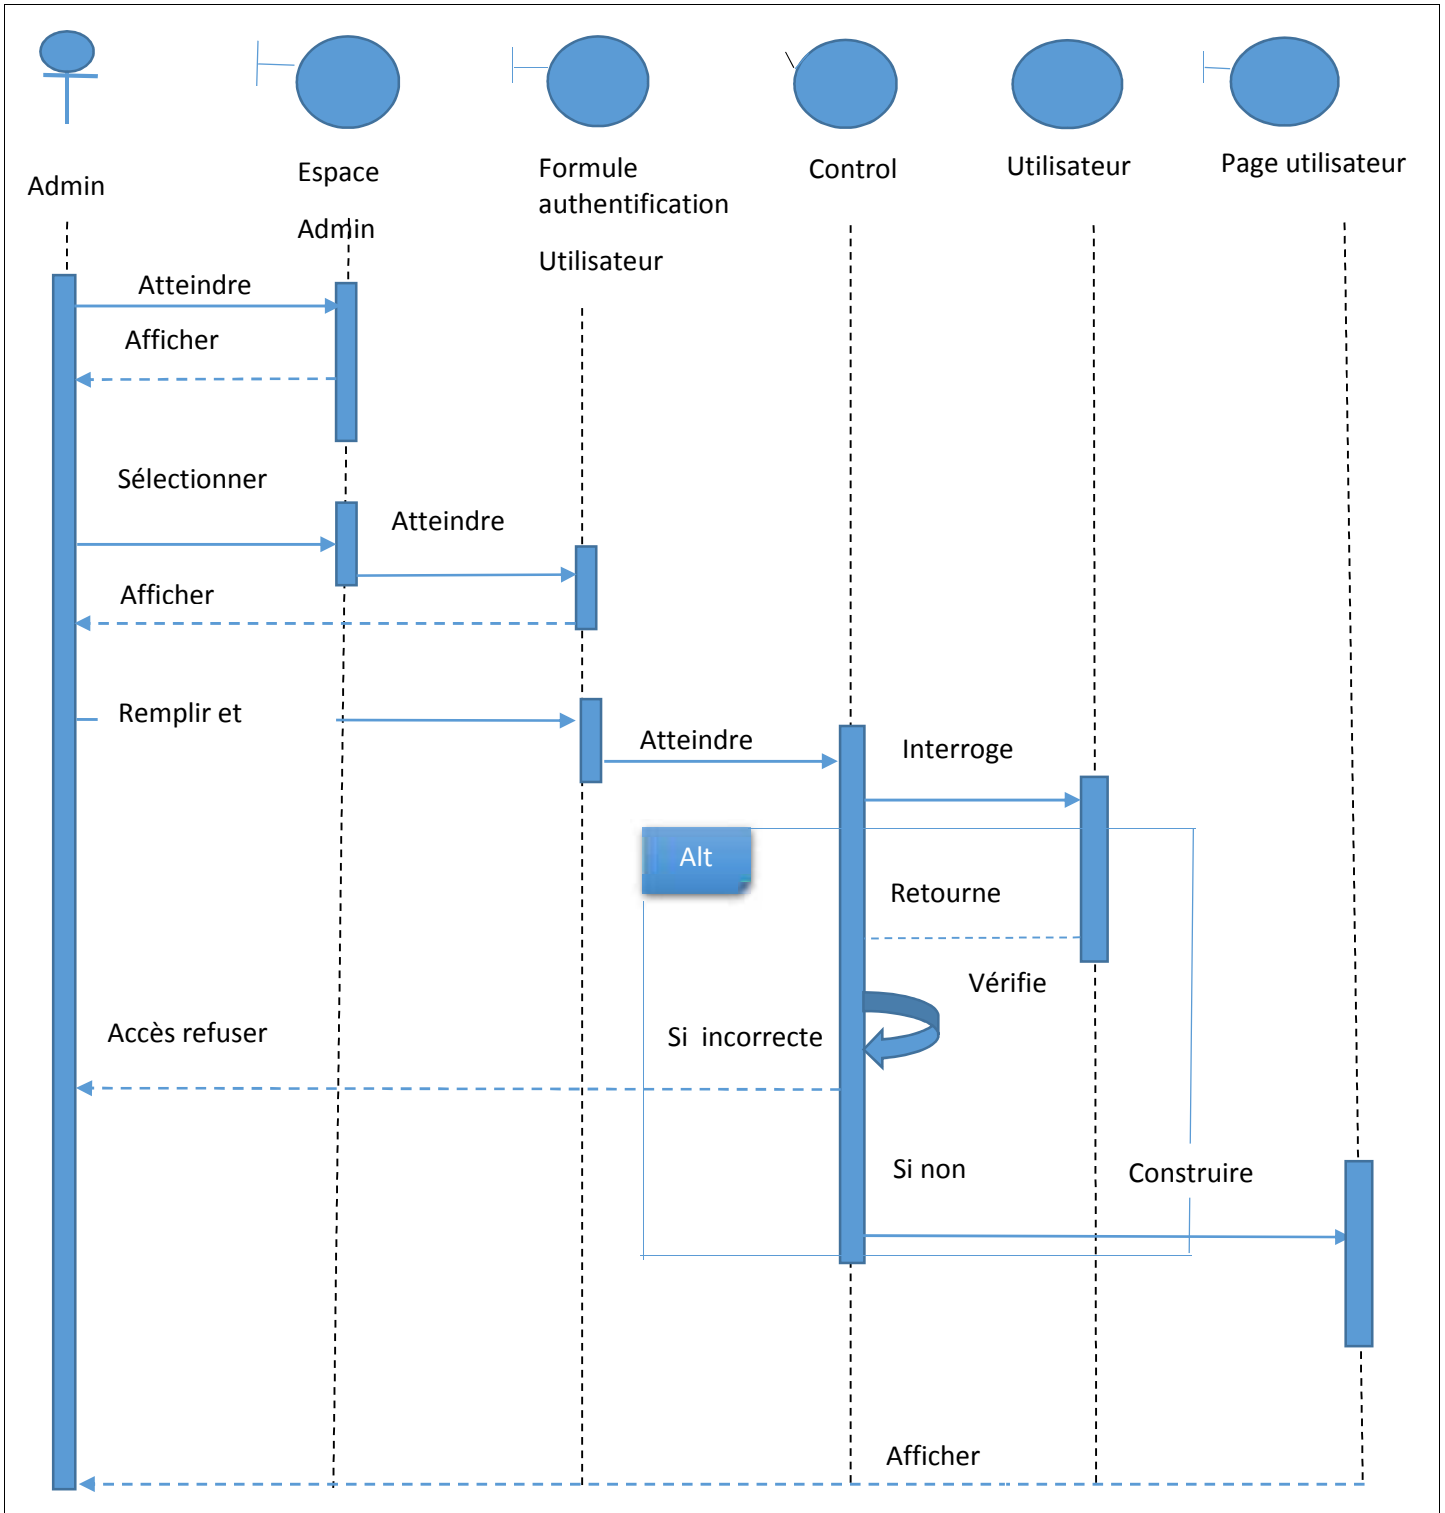 Admin
Espace
Admin
Formule
authentification
Utilisateur
Control
Utilisateur
Page utilisateur
Atteindre
Afficher
Sélectionner
Atteindre
Afficher
Remplir et
Atteindre
Interroge
Alt
Retourne
Vérifie
Accès refuser
Si  incorrecte
Si non
Construire
Afficher